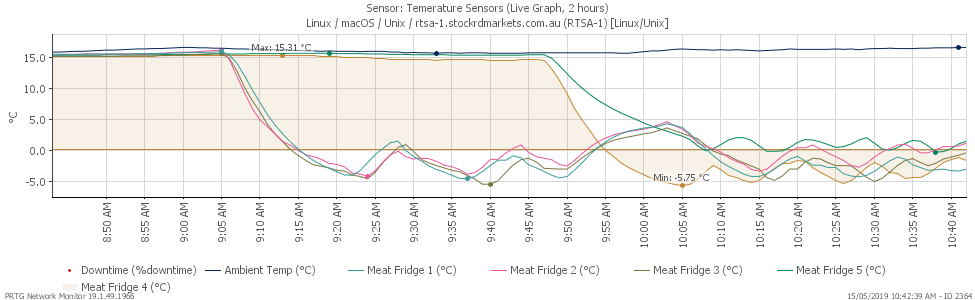 Sensor: Temerature Sensors (Live Graph, 2 hours)
Linux / macOS / Unix / rtsa-1.stockrdmarkets.com.au (RTSA-1) [Linux/Unix]
Max: 15.31 °C
15.0
10.0
5.0
0.0
-5.0
°C
Min: -5.75 °C
8:50 AM
8:55 AM
9:00 AM
9:05 AM
9:10 AM
9:15 AM
9:20 AM
9:25 AM
9:30 AM
9:35 AM
9:40 AM
9:45 AM
9:50 AM
9:55 AM
10:00 AM
10:05 AM
10:10 AM
10:15 AM
10:20 AM
10:25 AM
10:30 AM
10:35 AM
10:40 AM
Downtime (%downtime) Ambient Temp (°C) Meat Fridge 1 (°C) Meat Fridge 2 (°C) Meat Fridge 3 (°C) Meat Fridge 5 (°C)
Meat Fridge 4 (°C)
PRTG Network Monitor 19.1.49.1966 15/05/2019 10:42:39 AM - ID 2364